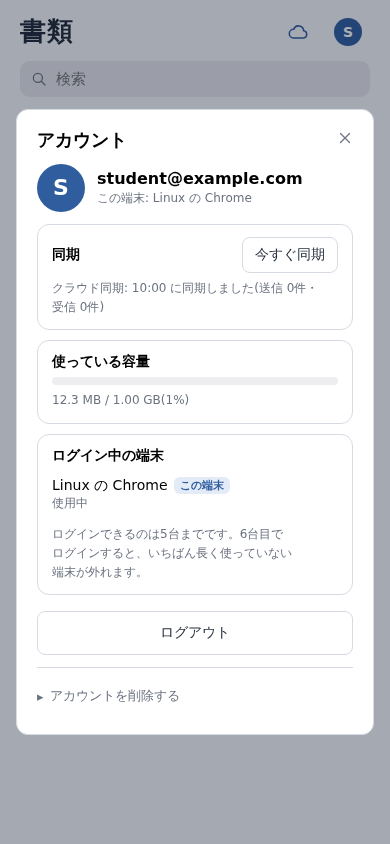 書類
S
検索
アカウント
S
student@example.com
この端末: Linux の Chrome
同期
今すぐ同期
クラウド同期: 10:00 に同期しました(送信 0件・
受信 0件)
使っている容量
12.3 MB / 1.00 GB(1%)
ログイン中の端末
Linux の Chrome この端末
使用中
ログインできるのは5台までです。6台目で
ログインすると、いちばん長く使っていない
端末が外れます。
ログアウト
▸ アカウントを削除する